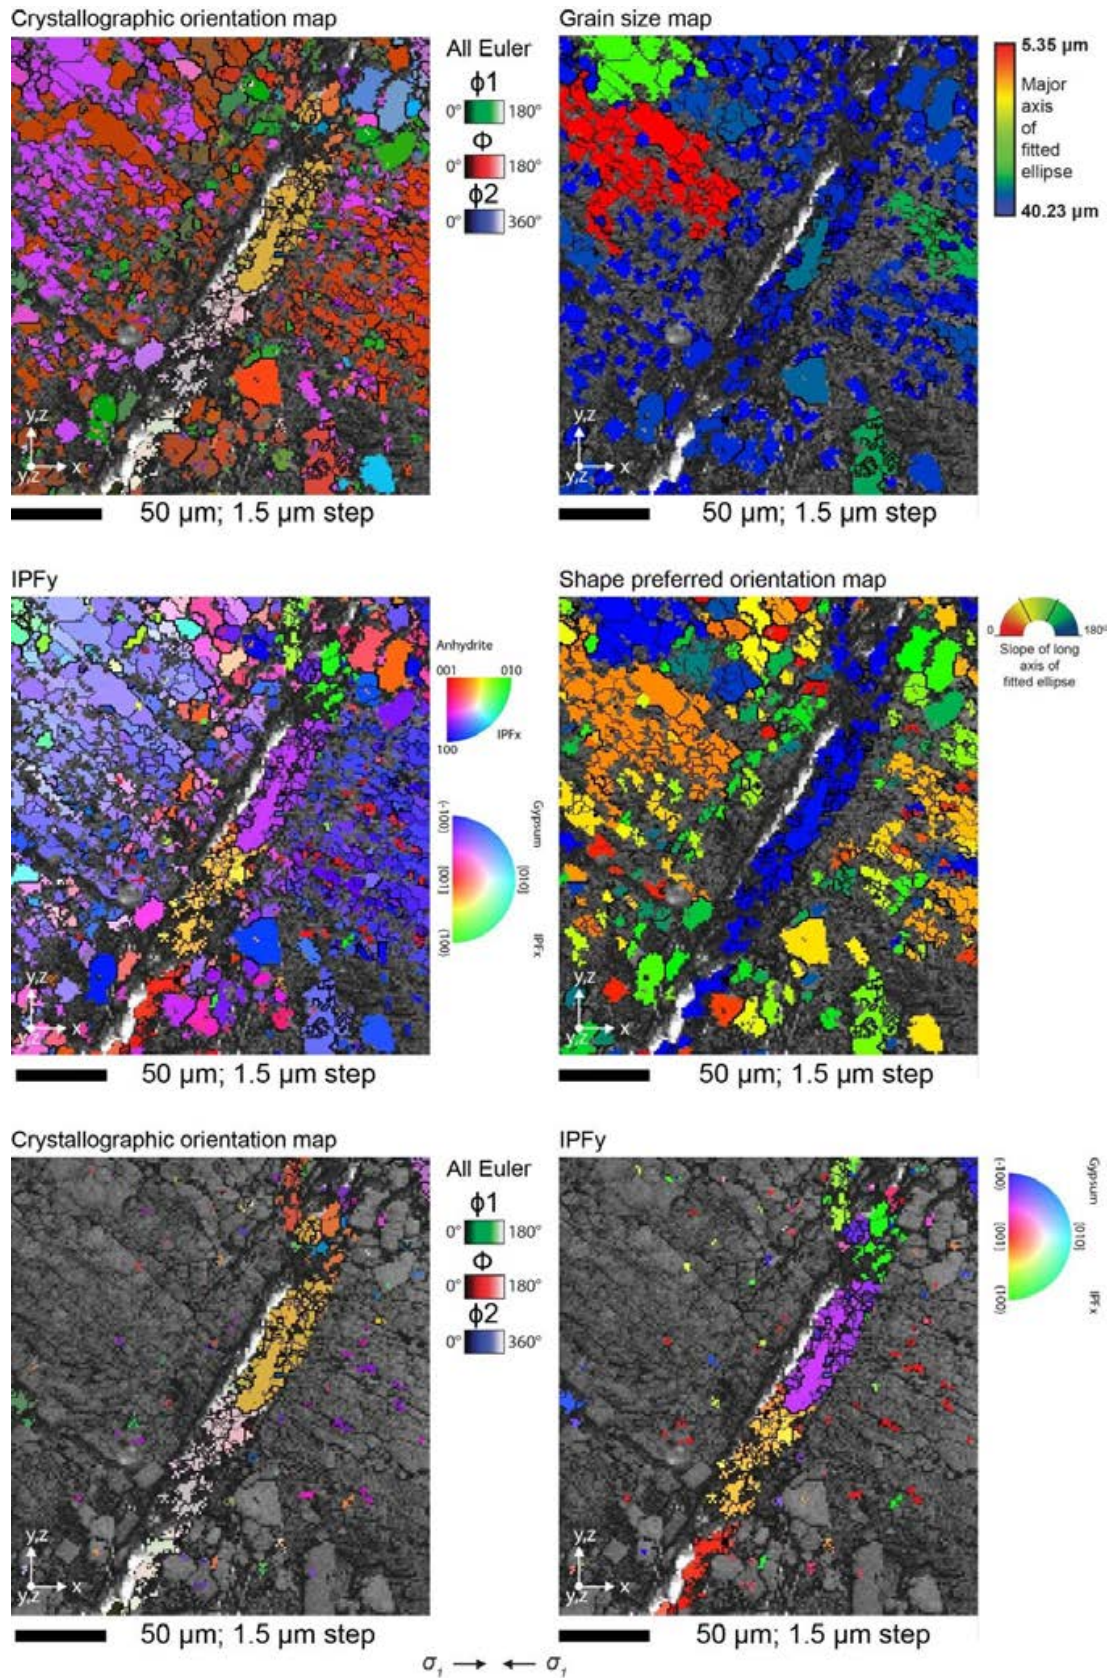 Crystallographic orientation map
All Euler
ϕ1
0° 180°
Φ
0° 180°
ϕ2
0° 360°
y,z
y,z x
50 µm; 1.5 µm step
Grain size map
5.35 µm
Major
axis
of
fitted
ellipse
40.23 µm
y,z
y,z x
50 µm; 1.5 µm step
IPFy
Anhydrite
001 010
IPFx
100
Gypsum
(-100)
[001]
[010]
(100)
IPFx
y,z
y,z x
50 µm; 1.5 µm step
Shape preferred orientation map
0 180º
Slope of long
axis of
fitted ellipse
y,z
y,z x
50 µm; 1.5 µm step
Crystallographic orientation map
All Euler
ϕ1
0° 180°
Φ
0° 180°
ϕ2
0° 360°
y,z
y,z x
50 µm; 1.5 µm step
IPFy
Gypsum
(-100)
[001]
[010]
(100)
IPFx
y,z
y,z x
50 µm; 1.5 µm step
σ₁ → ← σ₁